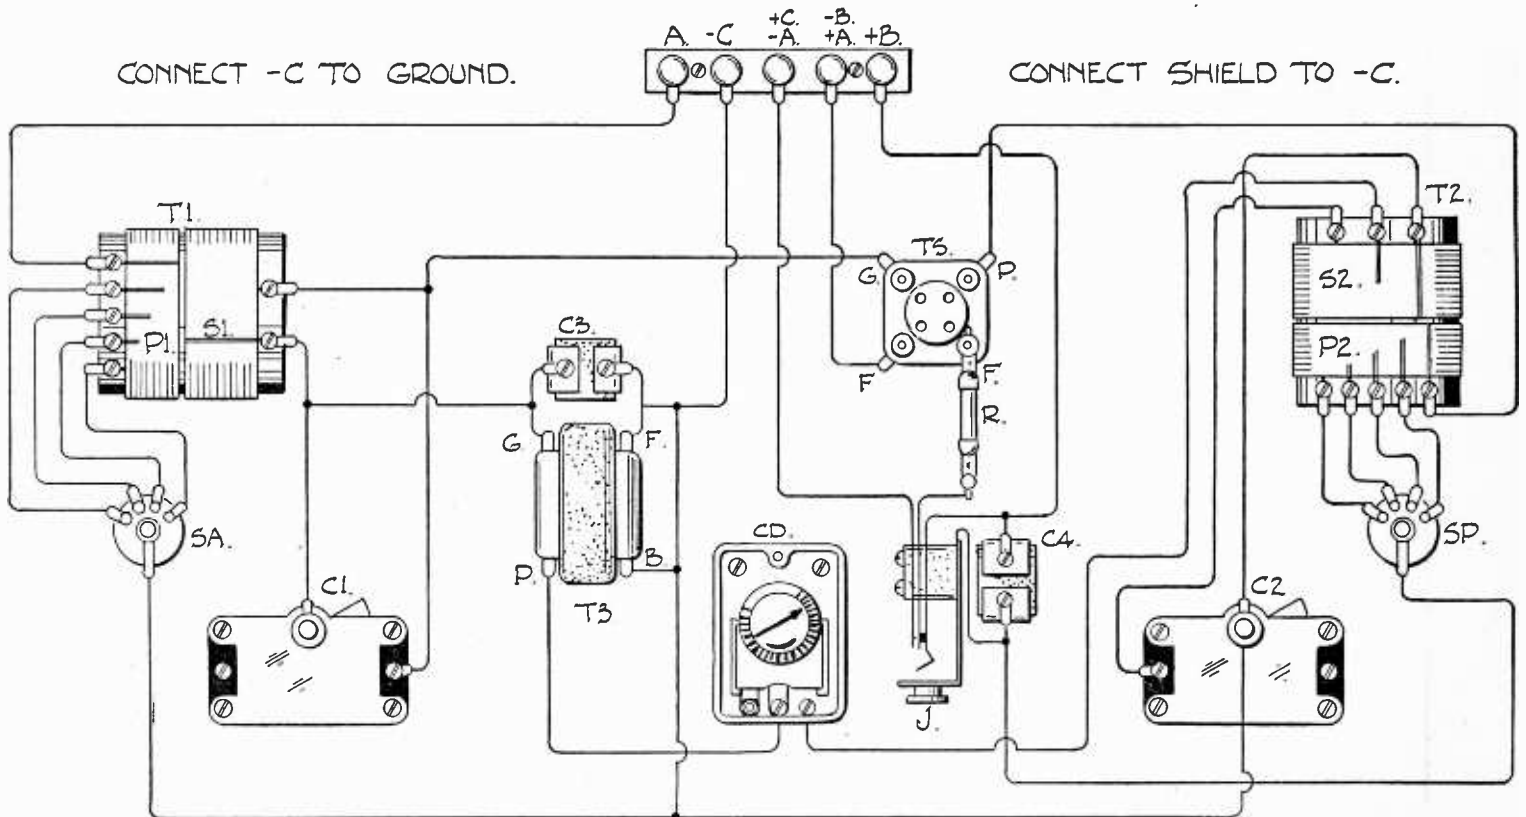 +C. -B.
A. -C -A. +A. +B.
CONNECT -C TO GROUND.
CONNECT SHIELD TO -C.
T1.
T2.
TS.
G. P.
S2.
C3.
P1. S1.
P2.
F F.
R.
G F.
SA.
SP.
CD.
C4.
P. B
C1.
C2
T3
J.